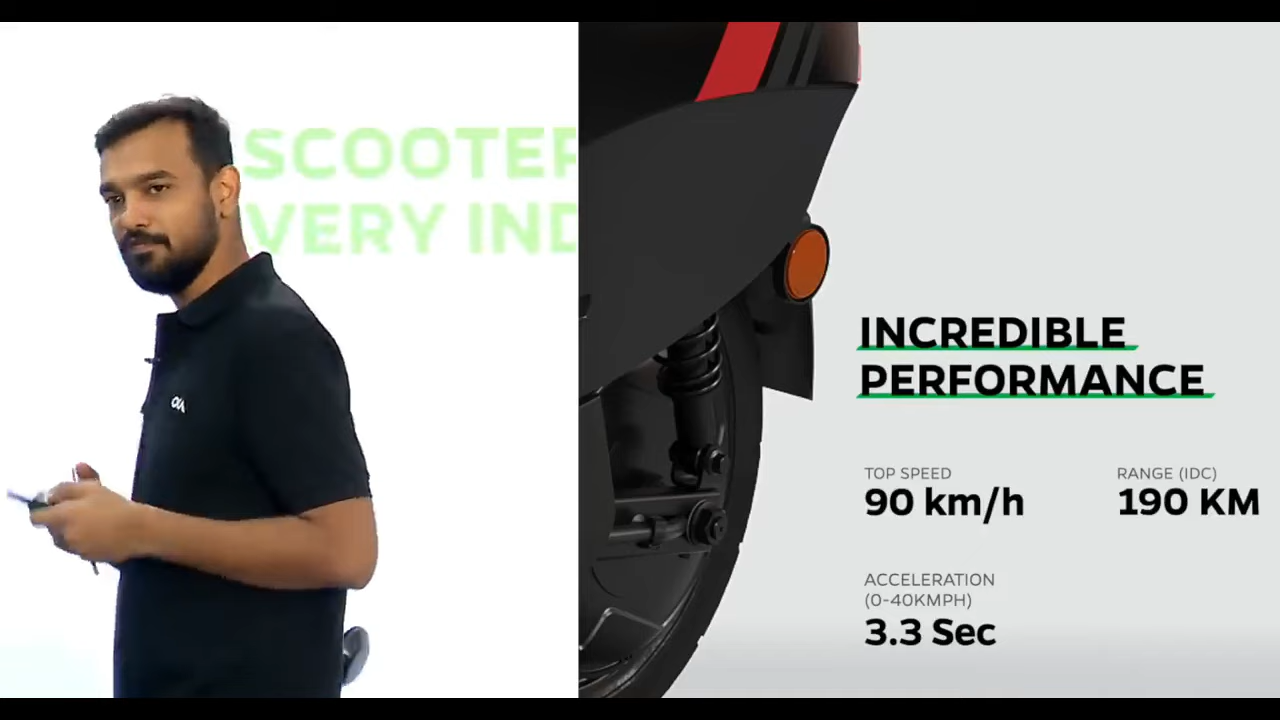 SCOOTER
VERY IND
ola
INCREDIBLE
PERFORMANCE
TOP SPEED
90 km/h
RANGE (IDC)
190 KM
ACCELERATION
(0-40KMPH)
3.3 Sec